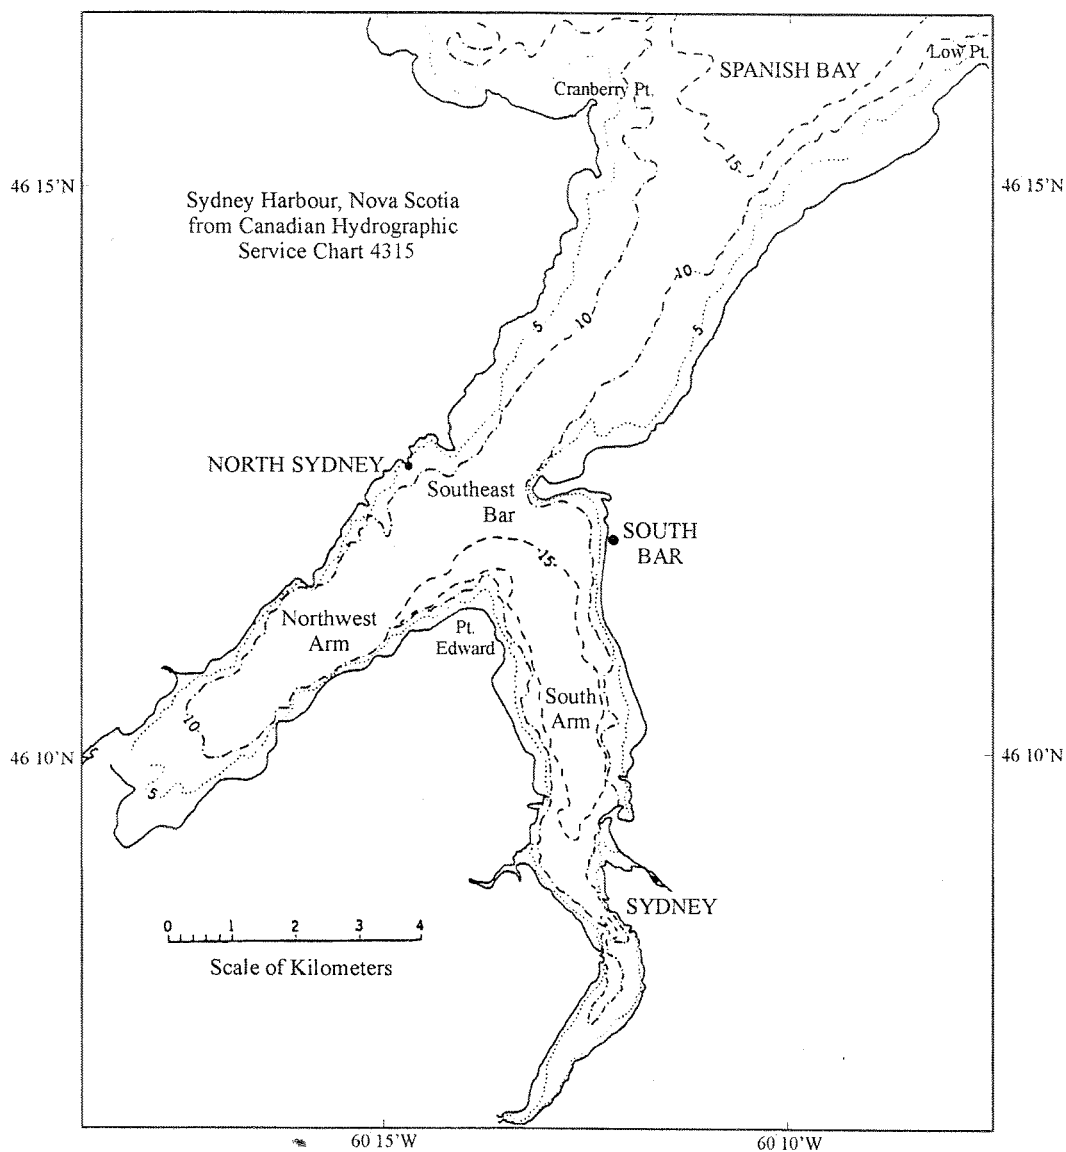 Low Pt.
SPANISH BAY
Cranberry Pt.
15
46 15'N
46 15'N
Sydney Harbour, Nova Scotia
from Canadian Hydrographic
Service Chart 4315
10
5
10
5
NORTH SYDNEY
Southeast
Bar
SOUTH
BAR
15
Northwest
Arm
Pt.
Edward
South
Arm
10
46 10'N
46 10'N
5
SYDNEY
0 1 2 3 4
Scale of Kilometers
60 15'W
60 10'W